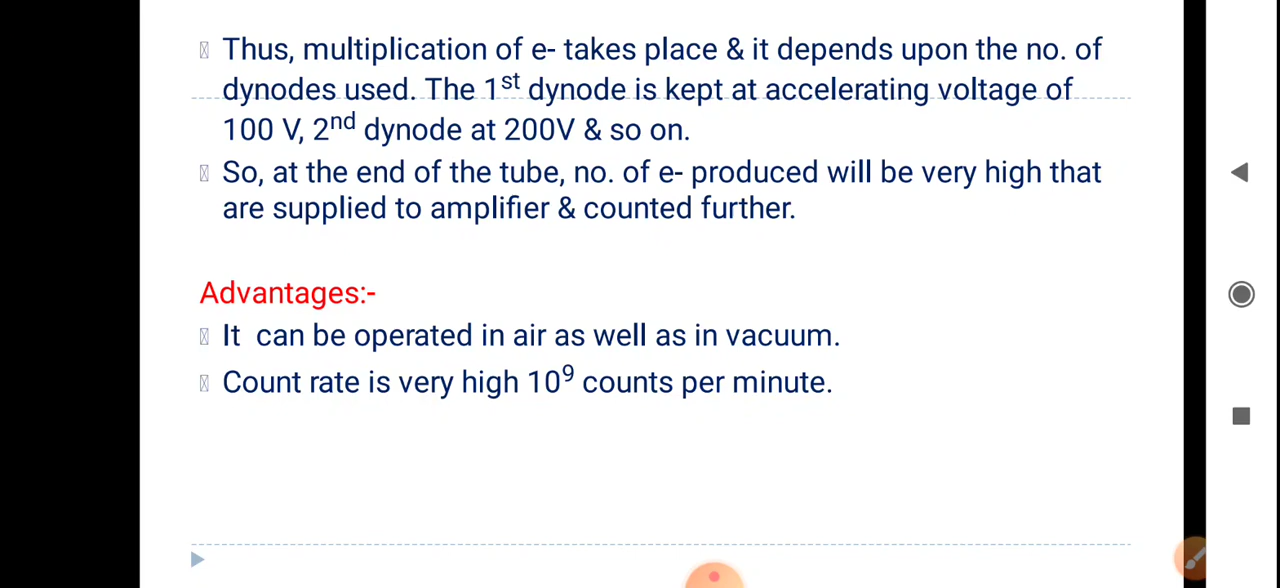 Thus, multiplication of e- takes place & it depends upon the no. of
dynodes used. The 1st dynode is kept at accelerating voltage of
100 V, 2nd dynode at 200V & so on.
So, at the end of the tube, no. of e- produced will be very high that
are supplied to amplifier & counted further.
Advantages:-
It  can be operated in air as well as in vacuum.
Count rate is very high 10⁹ counts per minute.